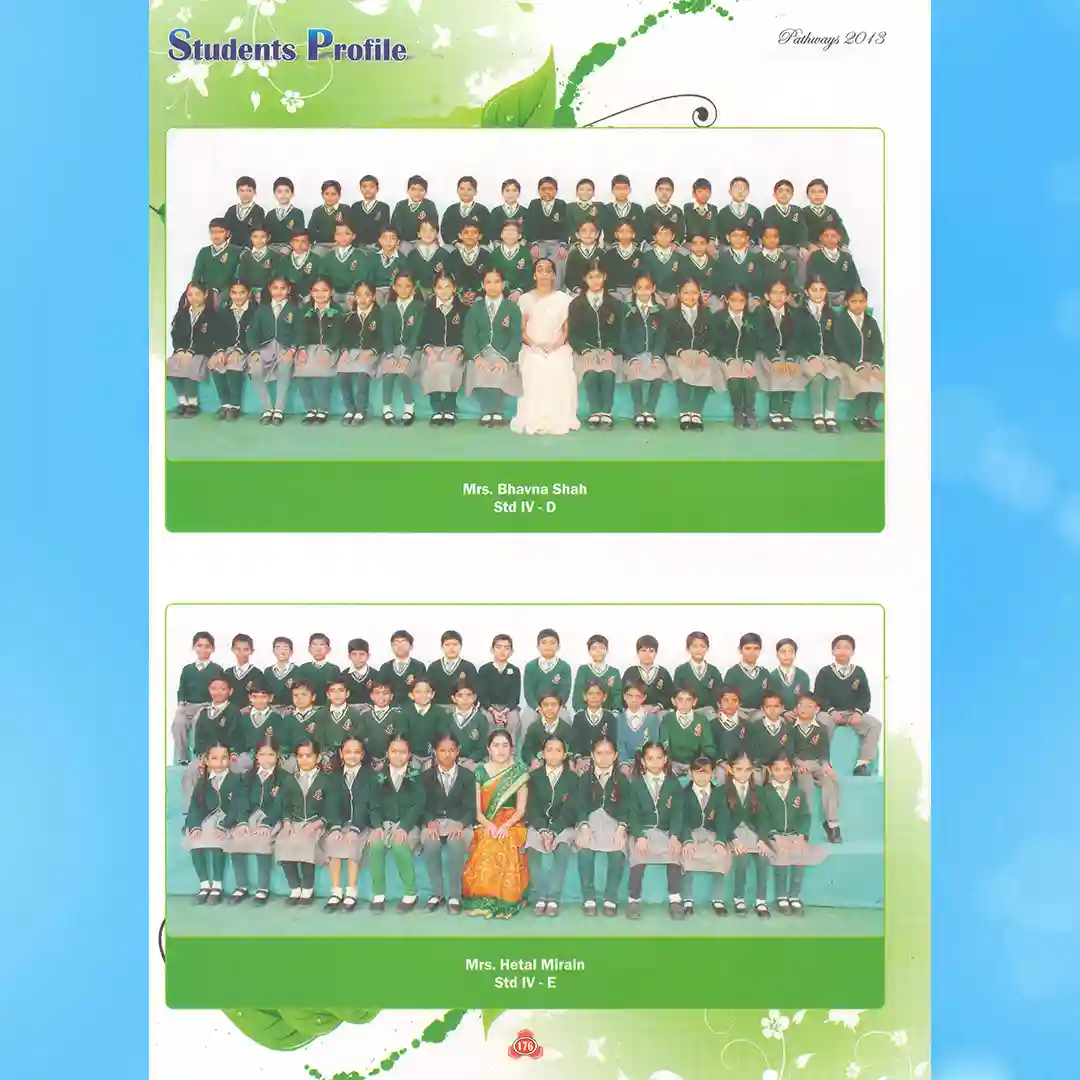 Students Profile
Pathways 2013
Mrs. Bhavna Shah
Std IV - D
Mrs. Hetal Mirain
Std IV - E
176